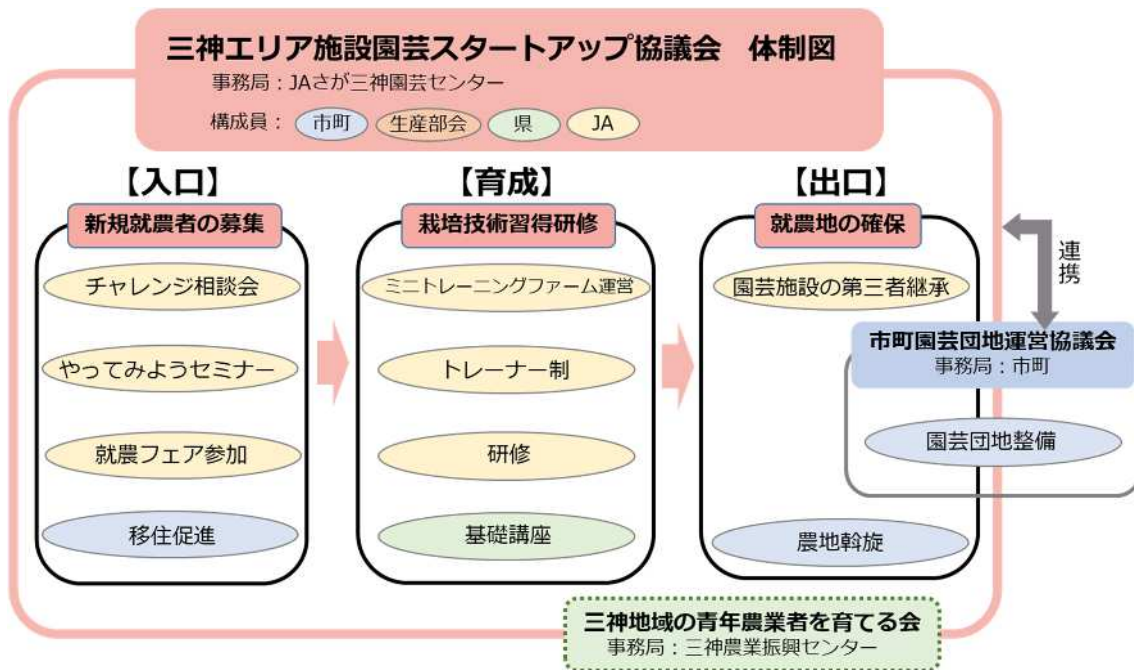 三神エリア施設園芸スタートアップ協議会　体制図
事務局：JAさが三神園芸センター
構成員： 市町 生産部会 県 JA
【入口】
新規就農者の募集
チャレンジ相談会
やってみようセミナー
就農フェア参加
移住促進
【育成】
栽培技術習得研修
ミニトレーニングファーム運営
トレーナー制
研修
基礎講座
【出口】
就農地の確保
園芸施設の第三者継承
農地斡旋
連携
市町園芸団地運営協議会
事務局：市町
園芸団地整備
三神地域の青年農業者を育てる会
事務局：三神農業振興センター